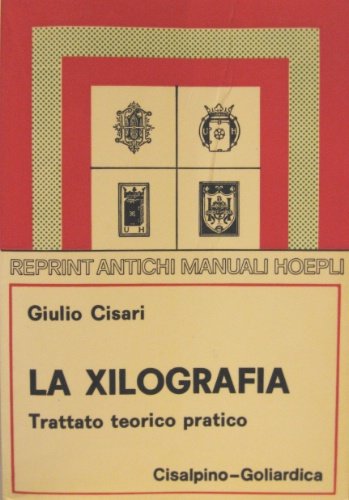 U H
U H
REPRINT ANTICHI MANUALI HOEPLI
Giulio Cisari
LA XILOGRAFIA
Trattato teorico pratico
Cisalpino-Goliardica